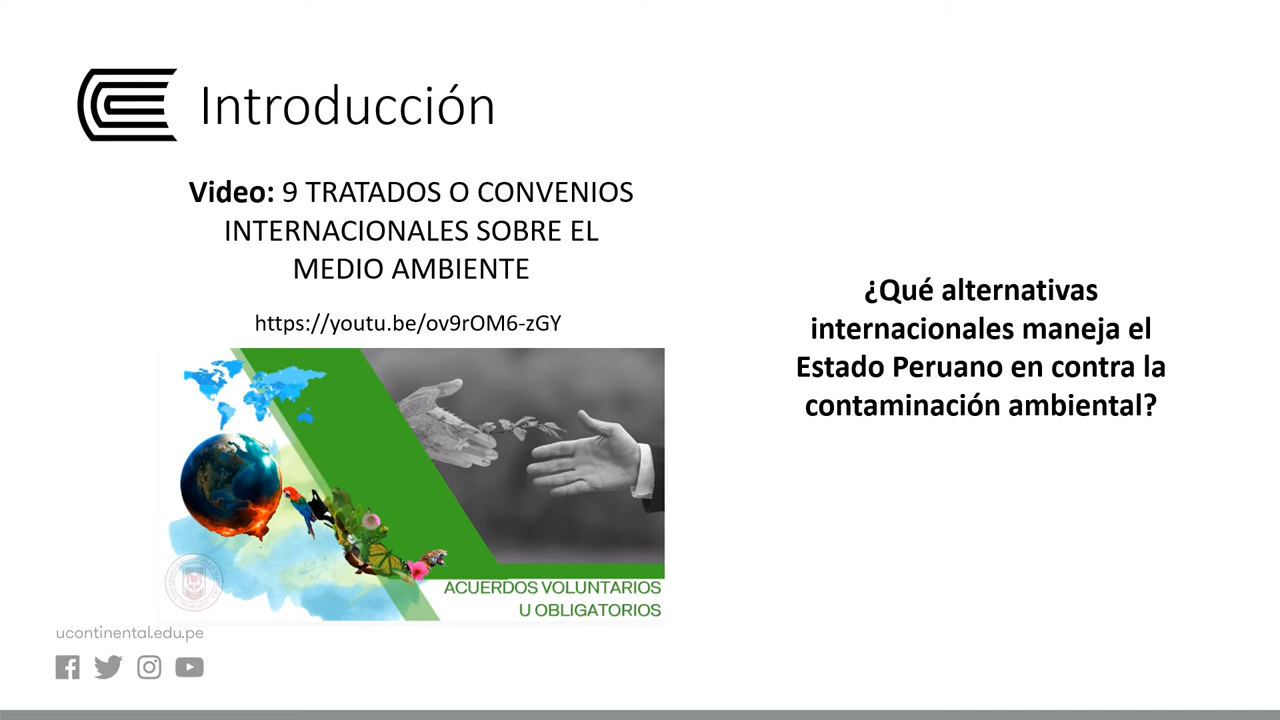 Introducción
Video: 9 TRATADOS O CONVENIOS
INTERNACIONALES SOBRE EL
MEDIO AMBIENTE
https://youtu.be/ov9rOM6-zGY
¿Qué alternativas
internacionales maneja el
Estado Peruano en contra la
contaminación ambiental?
ACUERDOS VOLUNTARIOS
U OBLIGATORIOS
ucontinental.edu.pe